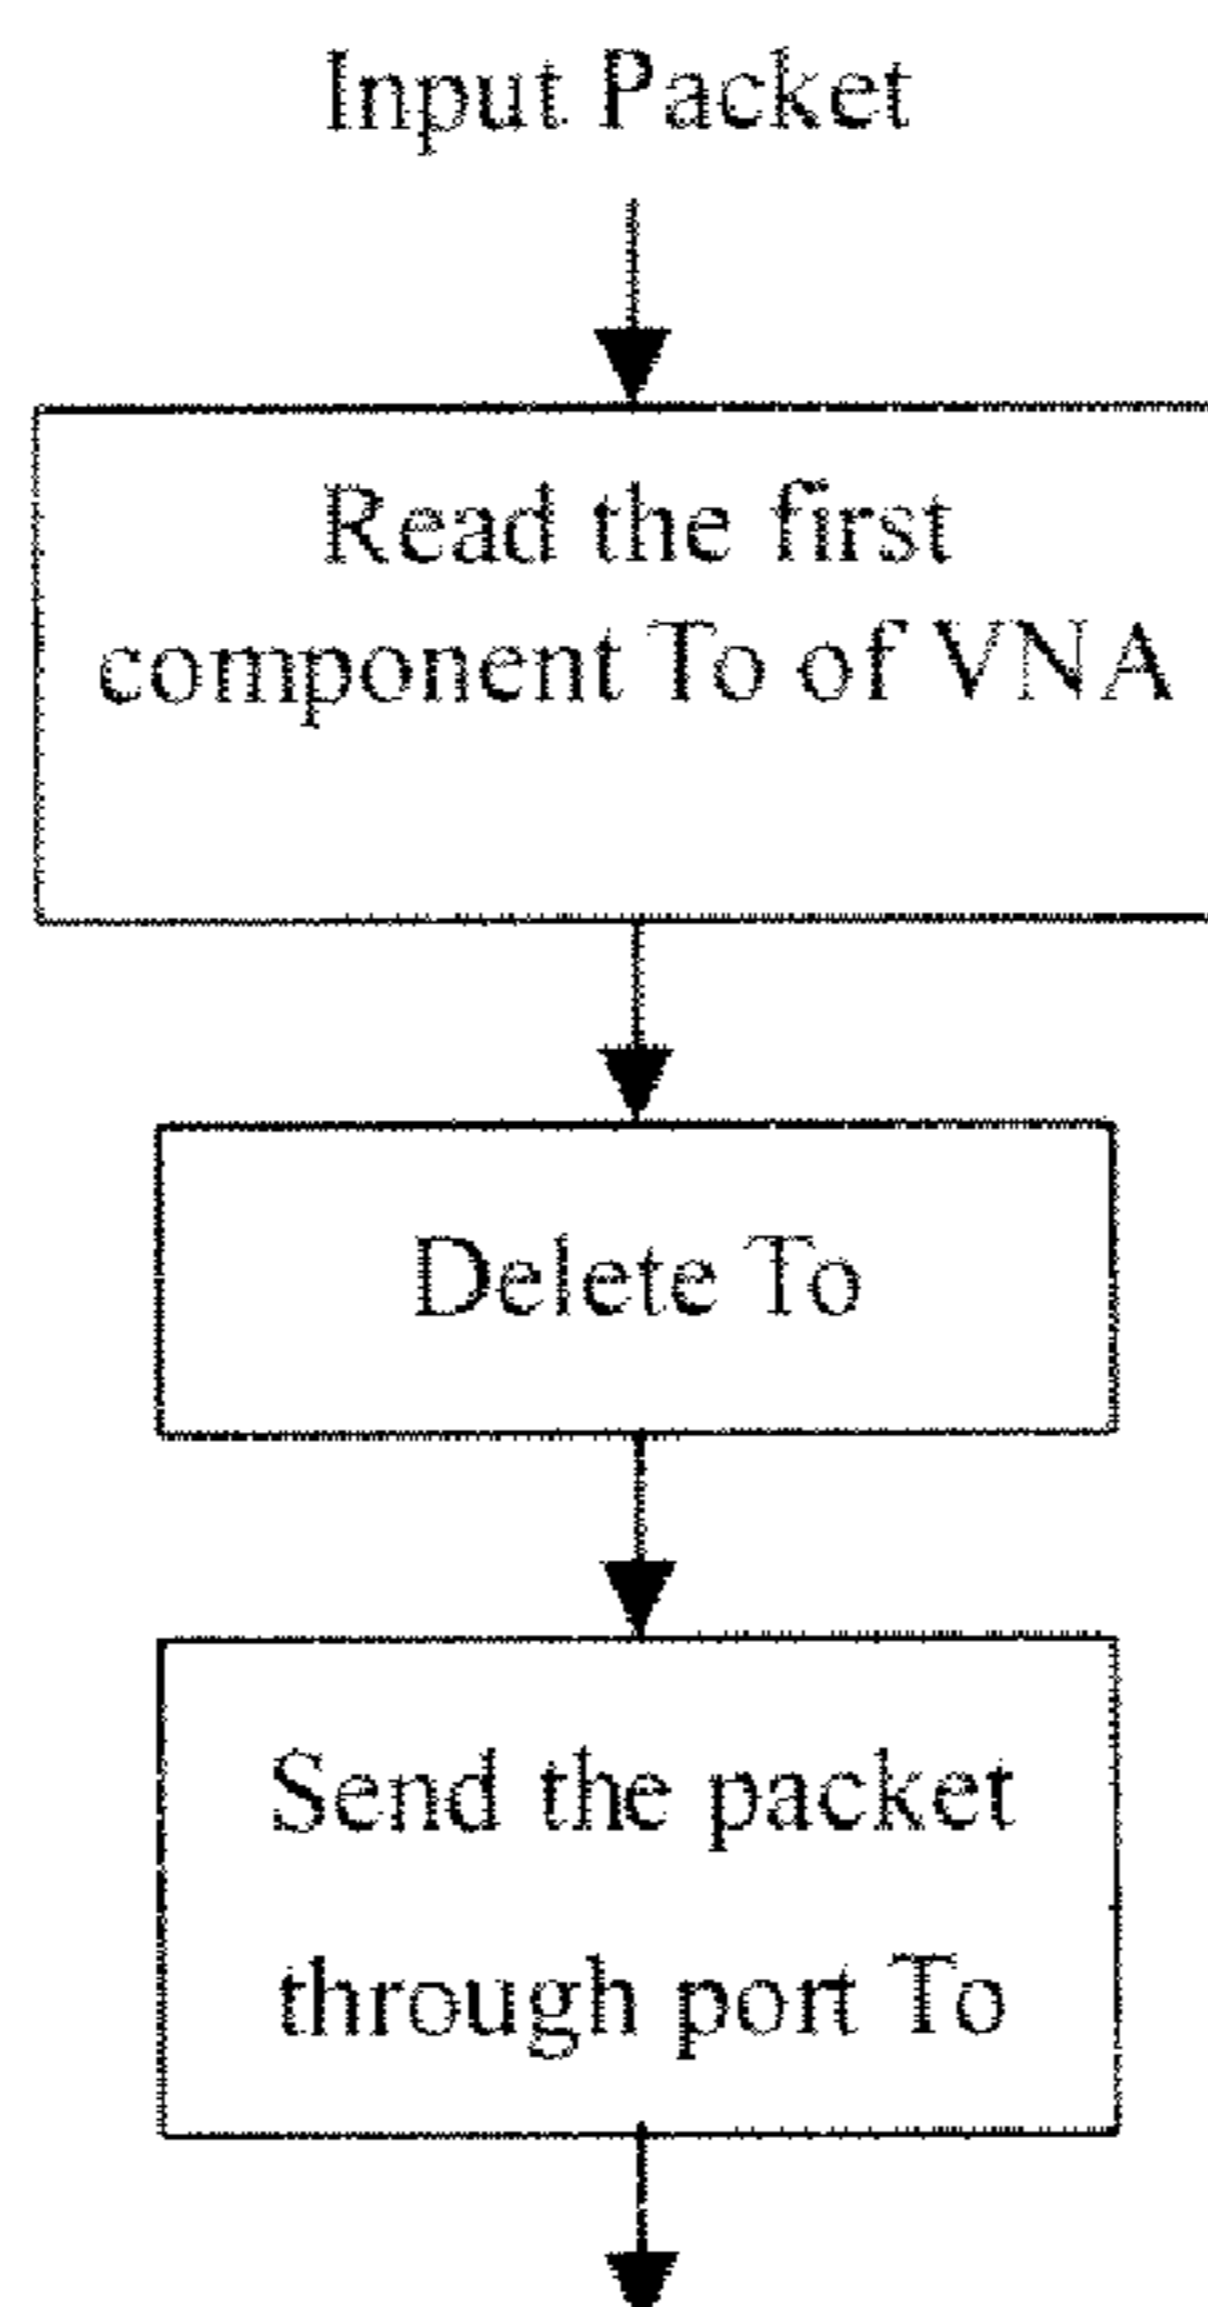 Input Packet
Read the first
component To of VNA
Delete To
Send the packet
through port To